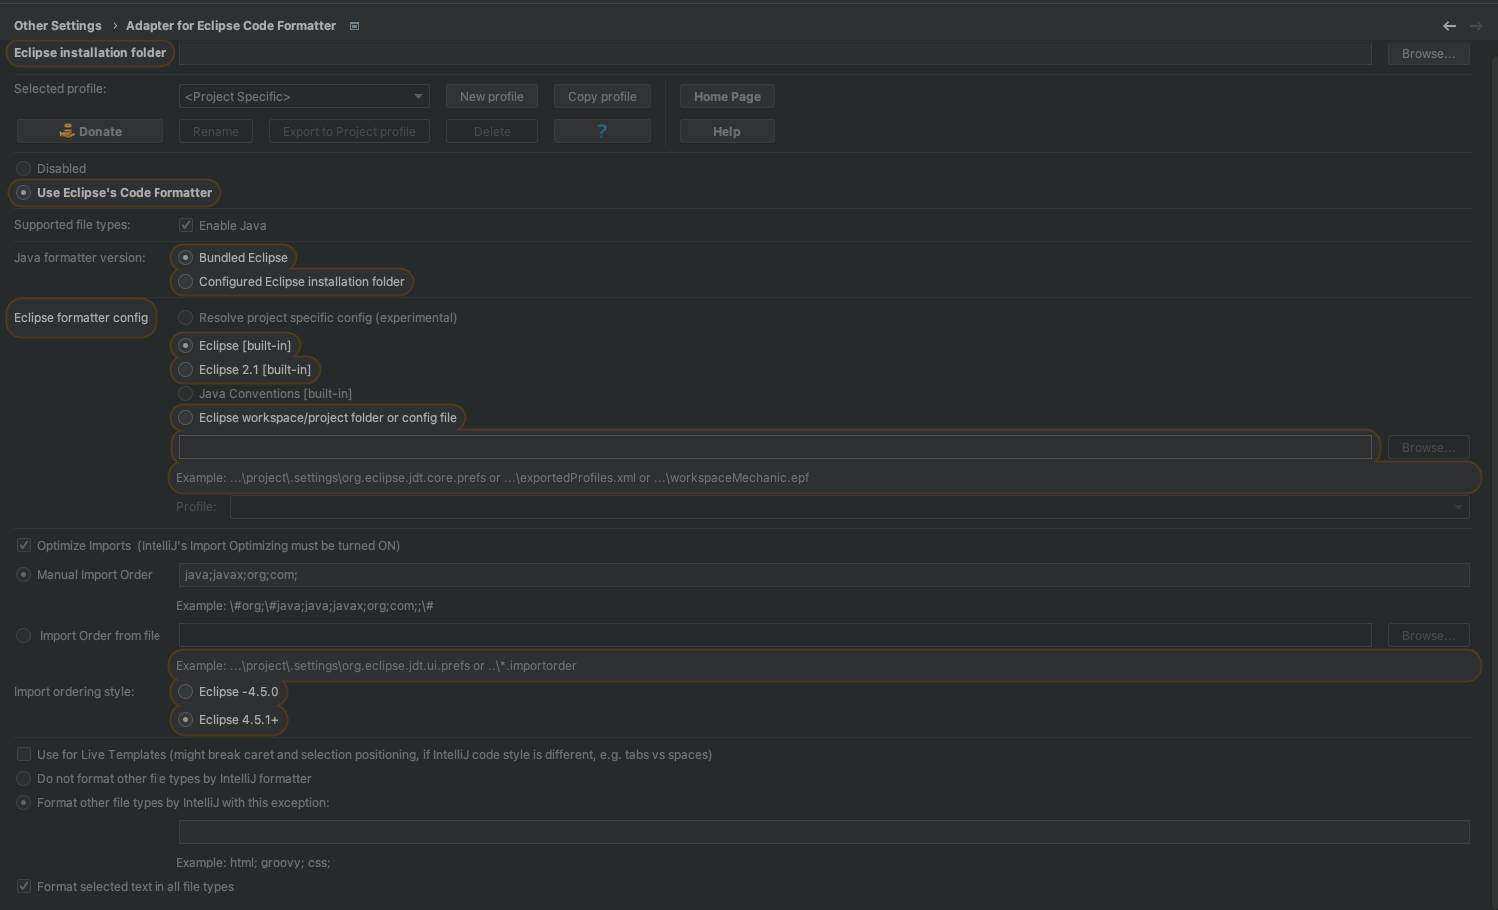 Other Settings › Adapter for Eclipse Code Formatter
Eclipse installation folder Browse...
Selected profile: <Project Specific> New profile Copy profile Home Page
Donate Rename Export to Project profile Delete ? Help
Disabled
Use Eclipse's Code Formatter
Supported file types: Enable Java
Java formatter version: Bundled Eclipse
Configured Eclipse installation folder
Eclipse formatter config Resolve project specific config (experimental)
Eclipse [built-in]
Eclipse 2.1 [built-in]
Java Conventions [built-in]
Eclipse workspace/project folder or config file
Browse...
Example: ...\project\.settings\org.eclipse.jdt.core.prefs or ...\exportedProfiles.xml or ...\workspaceMechanic.epf
Profile:
Optimize Imports (IntelliJ's Import Optimizing must be turned ON)
Manual Import Order java;javax;org;com;
Example: \#org;\#java;java;javax;org;com;;\#
Import Order from file Browse...
Example: ...\project\.settings\org.eclipse.jdt.ui.prefs or ..\*.importorder
Import ordering style: Eclipse -4.5.0
Eclipse 4.5.1+
Use for Live Templates (might break caret and selection positioning, if IntelliJ code style is different, e.g. tabs vs spaces)
Do not format other file types by IntelliJ formatter
Format other file types by IntelliJ with this exception:
Example: html; groovy; css;
Format selected text in all file types